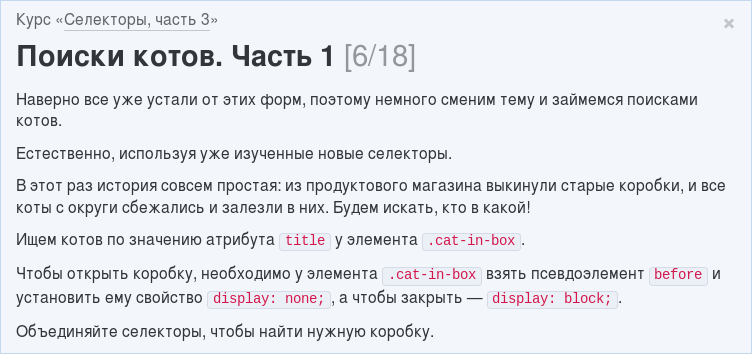 Курс «Селекторы, часть 3»
×
Поиски котов. Часть 1 [6/18]
Наверно все уже устали от этих форм, поэтому немного сменим тему и займемся поисками
котов.
Естественно, используя уже изученные новые селекторы.
В этот раз история совсем простая: из продуктового магазина выкинули старые коробки, и все
коты с округи сбежались и залезли в них. Будем искать, кто в какой!
Ищем котов по значению атрибута title у элемента .cat-in-box.
Чтобы открыть коробку, необходимо у элемента .cat-in-box взять псевдоэлемент before и
установить ему свойство display: none;, а чтобы закрыть — display: block;.
Объединяйте селекторы, чтобы найти нужную коробку.